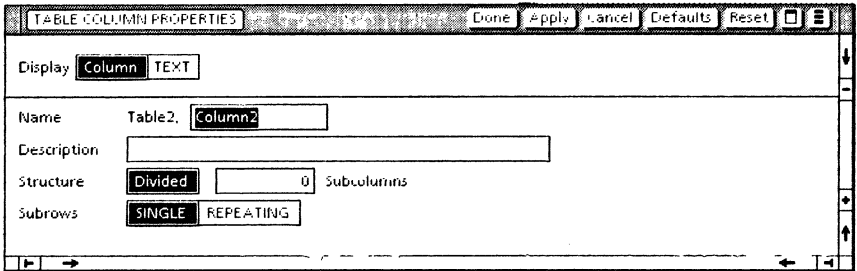 TABLE COLUMN PROPERTIES Done Apply Cancel Defaults Reset
Display Column TEXT
Name Table2. Column2
Description
Structure Divided 0 Subcolumns
Subrows SINGLE REPEATING